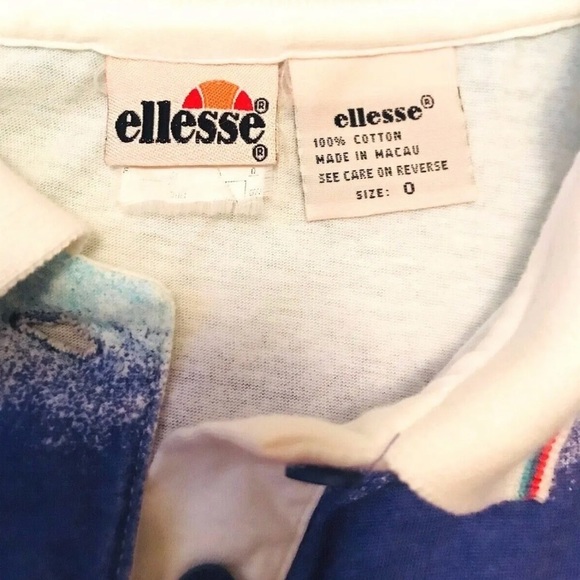 ellesse®
®
ellesse®
100% COTTON
MADE IN MACAU
SEE CARE ON REVERSE
SIZE: 0